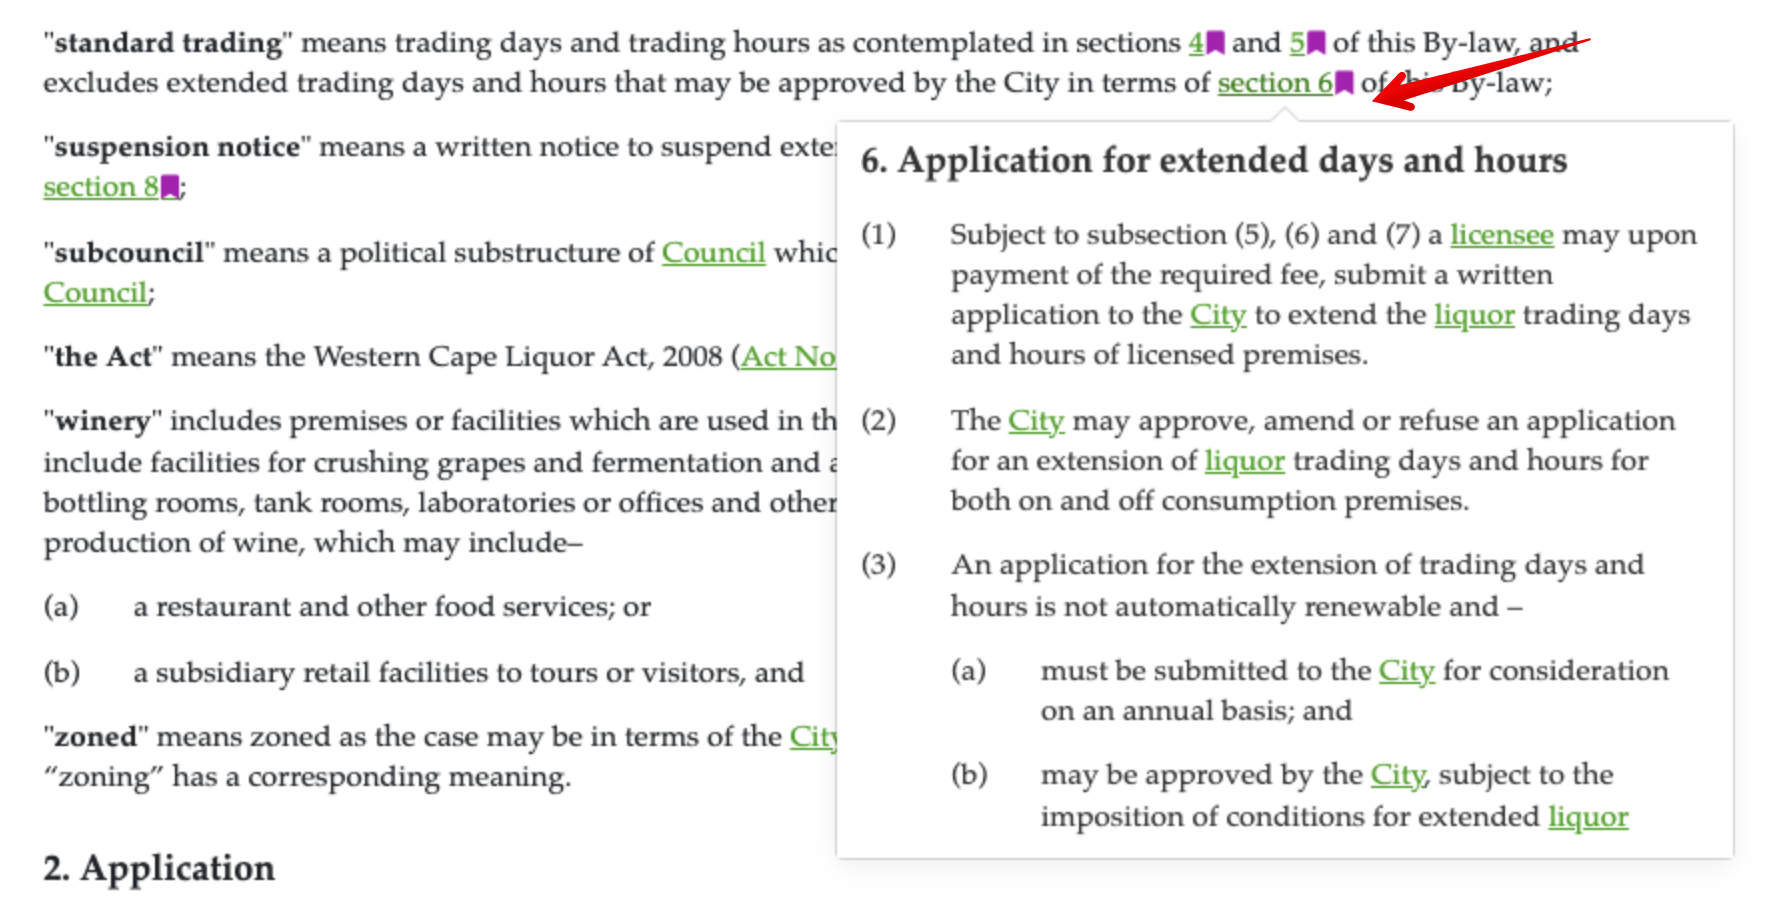 "standard trading" means trading days and trading hours as contemplated in sections 4 and 5 of this By-law, and
excludes extended trading days and hours that may be approved by the City in terms of section 6 of this By-law;
"suspension notice" means a written notice to suspend exte
section 8;
"subcouncil" means a political substructure of Council whic
Council;
"the Act" means the Western Cape Liquor Act, 2008 (Act No
"winery" includes premises or facilities which are used in th
include facilities for crushing grapes and fermentation and a
bottling rooms, tank rooms, laboratories or offices and other
production of wine, which may include–
(a) a restaurant and other food services; or
(b) a subsidiary retail facilities to tours or visitors, and
"zoned" means zoned as the case may be in terms of the City
“zoning” has a corresponding meaning.
2. Application
6. Application for extended days and hours
(1) Subject to subsection (5), (6) and (7) a licensee may upon
payment of the required fee, submit a written
application to the City to extend the liquor trading days
and hours of licensed premises.
(2) The City may approve, amend or refuse an application
for an extension of liquor trading days and hours for
both on and off consumption premises.
(3) An application for the extension of trading days and
hours is not automatically renewable and –
(a) must be submitted to the City for consideration
on an annual basis; and
(b) may be approved by the City, subject to the
imposition of conditions for extended liquor